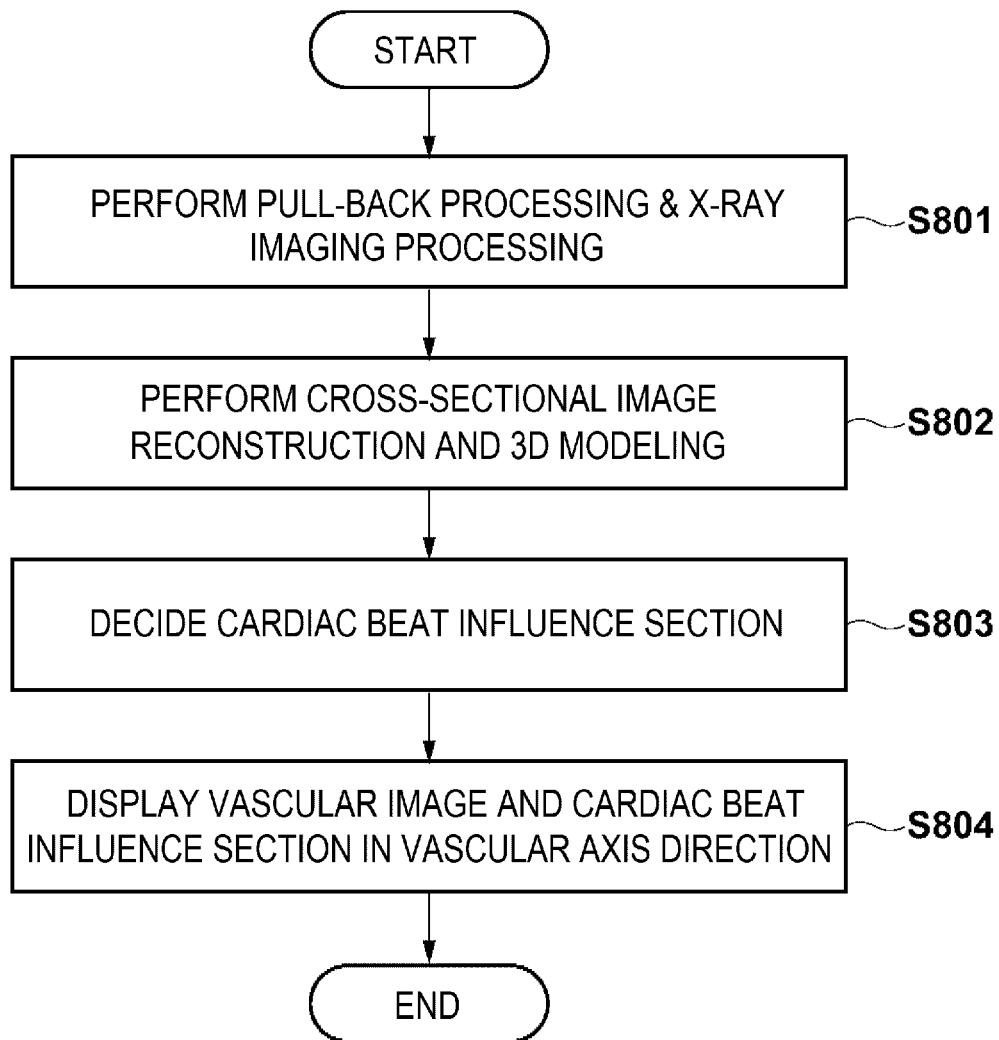 START
PERFORM PULL-BACK PROCESSING & X-RAY
IMAGING PROCESSING
S801
PERFORM CROSS-SECTIONAL IMAGE
RECONSTRUCTION AND 3D MODELING
S802
DECIDE CARDIAC BEAT INFLUENCE SECTION
S803
DISPLAY VASCULAR IMAGE AND CARDIAC BEAT
INFLUENCE SECTION IN VASCULAR AXIS DIRECTION
S804
END